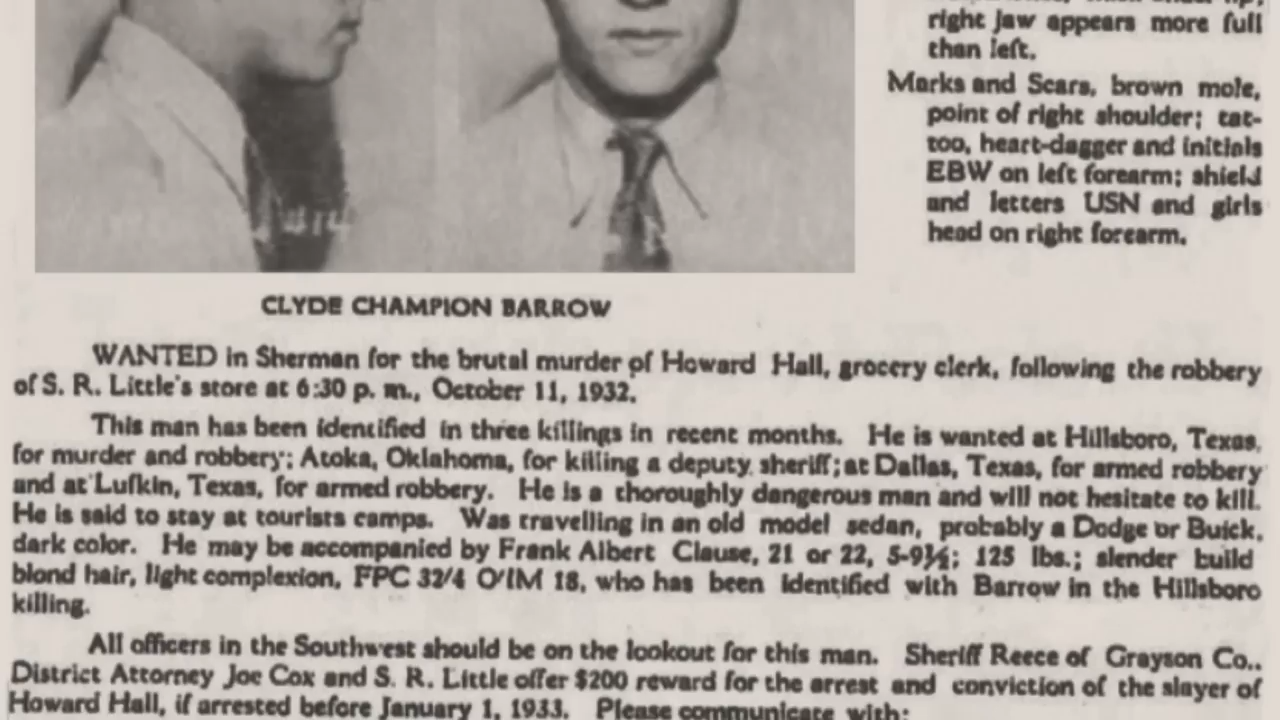 right jaw appears more full
than left.
Marks and Scars, brown mole,
point of right shoulder; tat-
too, heart-dagger and initials
EBW on left forearm; shield
and letters USN and girls
head on right forearm.
CLYDE CHAMPION BARROW
WANTED in Sherman for the brutal murder of Howard Hall, grocery clerk, following the robbery
of S. R. Little's store at 6:30 p. m., October 11, 1932.
This man has been identified in three killings in recent months. He is wanted at Hillsboro, Texas,
for murder and robbery; Atoka, Oklahoma, for killing a deputy sheriff; at Dallas, Texas, for armed robbery
and at Lufkin, Texas, for armed robbery. He is a thoroughly dangerous man and will not hesitate to kill.
He is said to stay at tourists camps. Was travelling in an old model sedan, probably a Dodge or Buick,
dark color. He may be accompanied by Frank Albert Clause, 21 or 22, 5-9½; 125 lbs.; slender build
blond hair, light complexion, FPC 32/4 O/IM 18, who has been identified with Barrow in the Hillsboro
killing.
All officers in the Southwest should be on the lookout for this man. Sheriff Reece of Grayson Co.,
District Attorney Joe Cox and S. R. Little offer $200 reward for the arrest and conviction of the slayer of
Howard Hall, if arrested before January 1, 1933. Please communicate with: